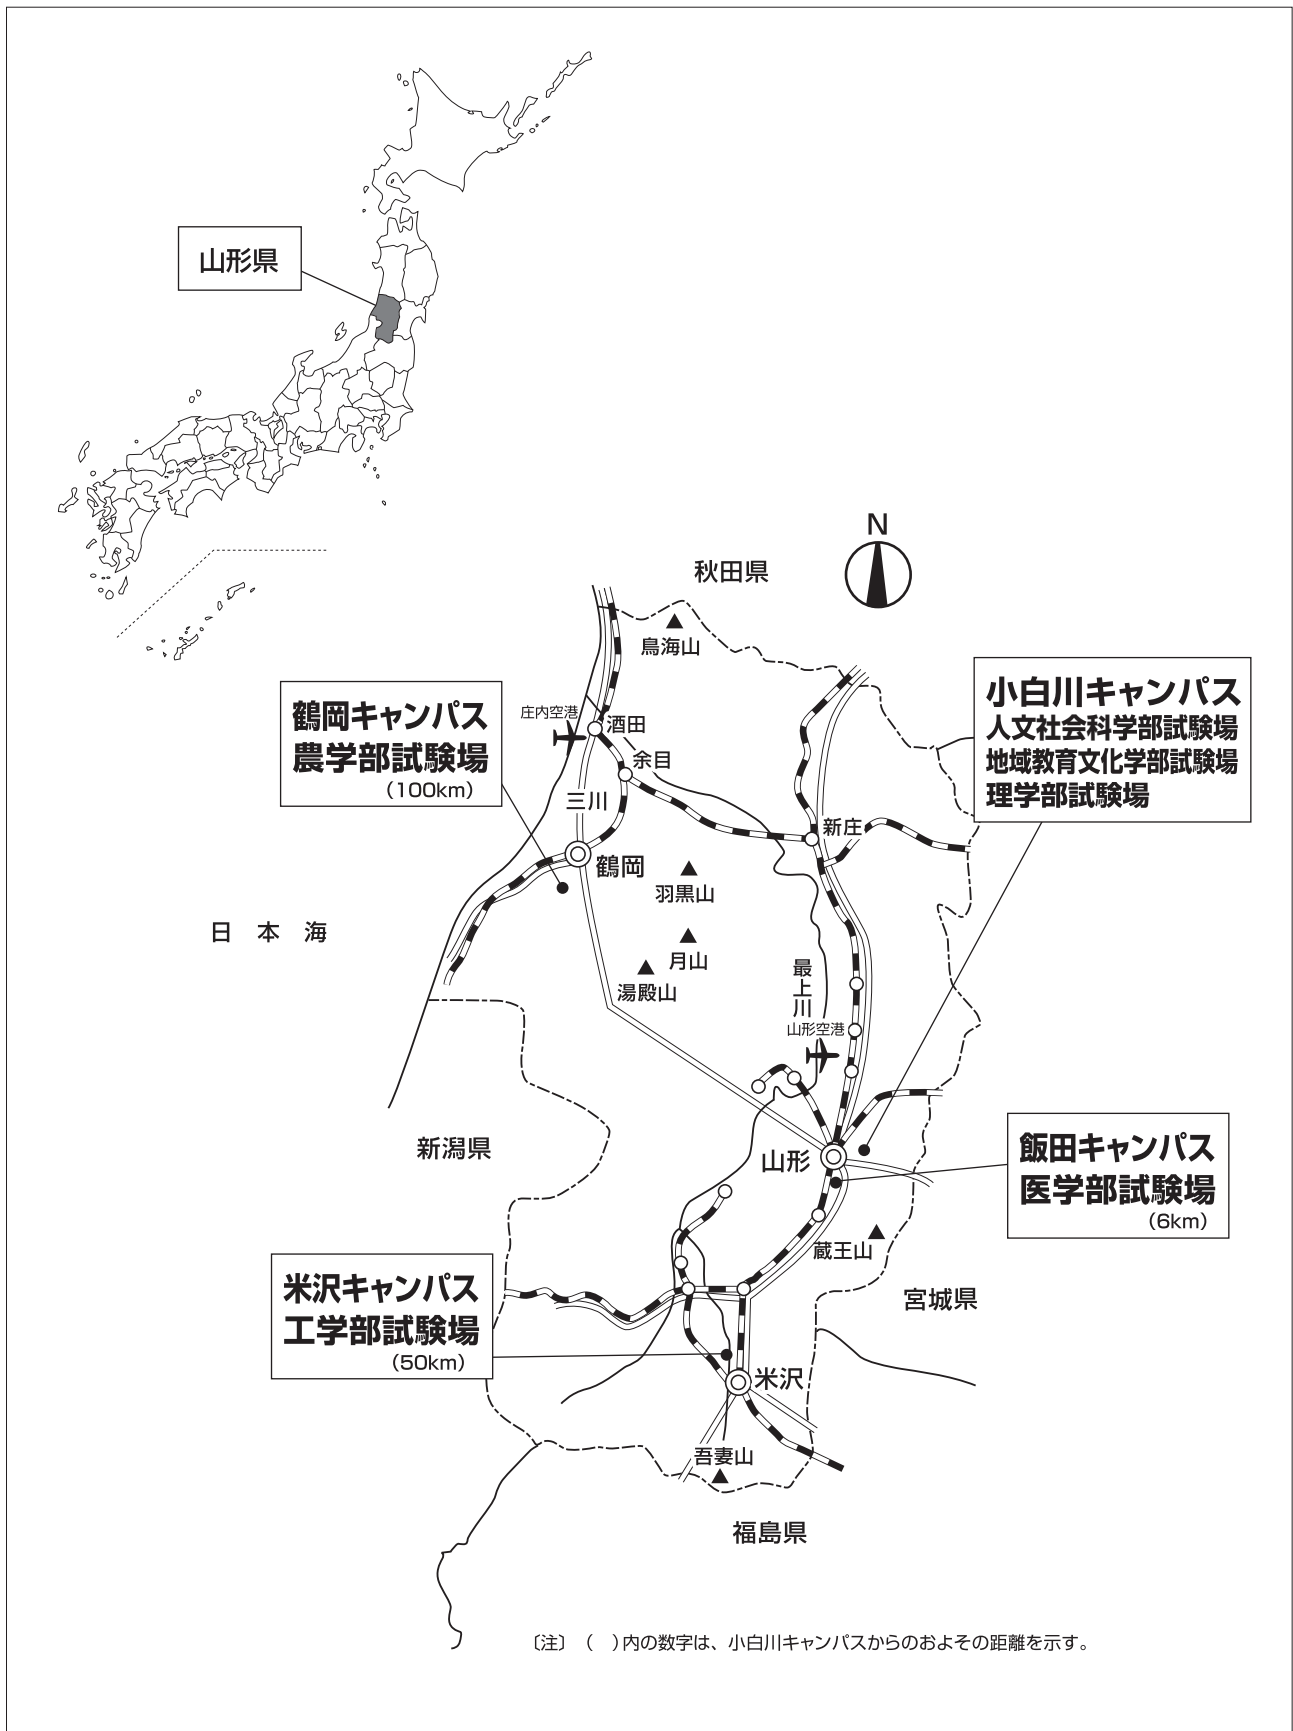 山形県
N
秋田県
鳥海山
小白川キャンパス
人文社会科学部試験場
地域教育文化学部試験場
理学部試験場
鶴岡キャンパス
農学部試験場
(100km)
庄内空港
酒田
余目
三川
新庄
鶴岡
羽黒山
日本海
月山
湯殿山
最上川
山形空港
新潟県
山形
飯田キャンパス
医学部試験場
(6km)
蔵王山
米沢キャンパス
工学部試験場
(50km)
宮城県
米沢
吾妻山
福島県
〔注〕 ( )内の数字は、小白川キャンパスからのおよその距離を示す。